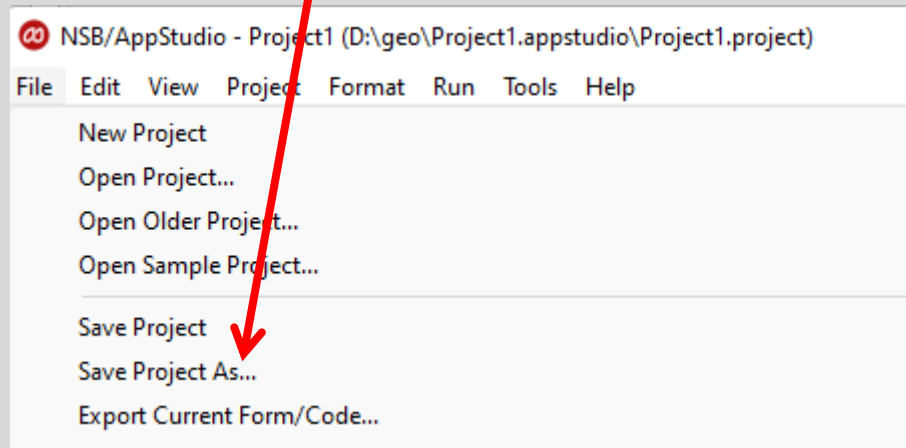 NSB/AppStudio - Project1 (D:\geo\Project1.appstudio\Project1.project)
File Edit View Project Format Run Tools Help
New Project
Open Project...
Open Older Project...
Open Sample Project...
Save Project
Save Project As...
Export Current Form/Code...